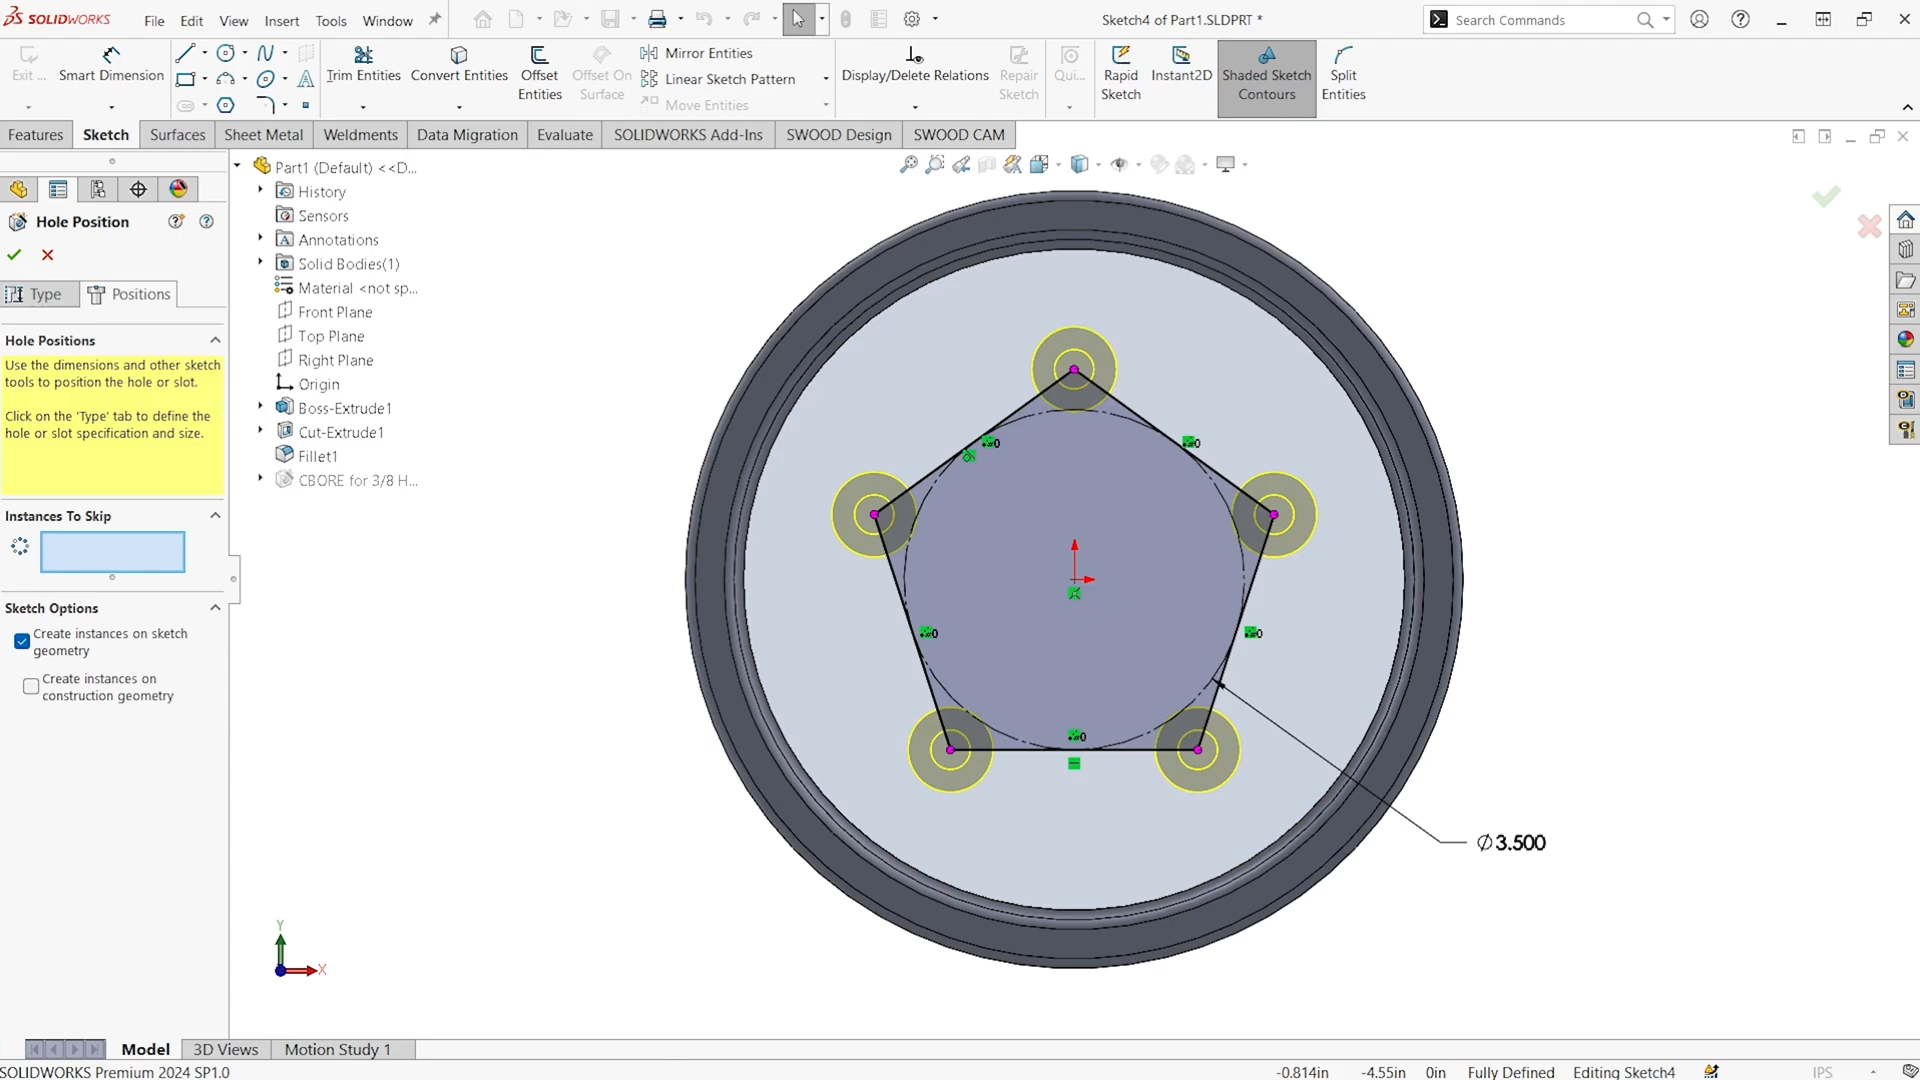 SOLIDWORKS
File Edit View Insert Tools Window
Sketch4 of Part1.SLDPRT *
Search Commands
Exit ...
Smart Dimension
Trim Entities
Convert Entities
Offset Entities
Offset On Surface
Mirror Entities
Linear Sketch Pattern
Move Entities
Display/Delete Relations
Repair Sketch
Qui...
Rapid Sketch
Instant2D
Shaded Sketch Contours
Split Entities
Features Sketch Surfaces Sheet Metal Weldments Data Migration Evaluate SOLIDWORKS Add-Ins SWOOD Design SWOOD CAM
Hole Position
Type Positions
Hole Positions
Use the dimensions and other sketch
tools to position the hole or slot.
Click on the 'Type' tab to define the
hole or slot specification and size.
Instances To Skip
Sketch Options
Create instances on sketch
geometry
Create instances on
construction geometry
Part1 (Default) <<D...
History
Sensors
Annotations
Solid Bodies(1)
Material <not sp...
Front Plane
Top Plane
Right Plane
Origin
Boss-Extrude1
Cut-Extrude1
Fillet1
CBORE for 3/8 H...
0
0
0
0
0
∅3.500
Y
X
Model 3D Views Motion Study 1
SOLIDWORKS Premium 2024 SP1.0
-0.814in -4.55in 0in Fully Defined Editing Sketch4 IPS